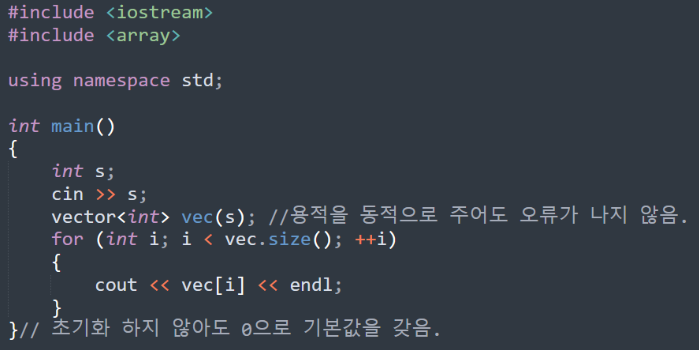 #include <iostream>
#include <array>
using namespace std;
int main()
{
int s;
cin >> s;
vector<int> vec(s); //용적을 동적으로 주어도 오류가 나지 않음.
for (int i; i < vec.size(); ++i)
{
cout << vec[i] << endl;
}
}// 초기화 하지 않아도 0으로 기본값을 갖음.